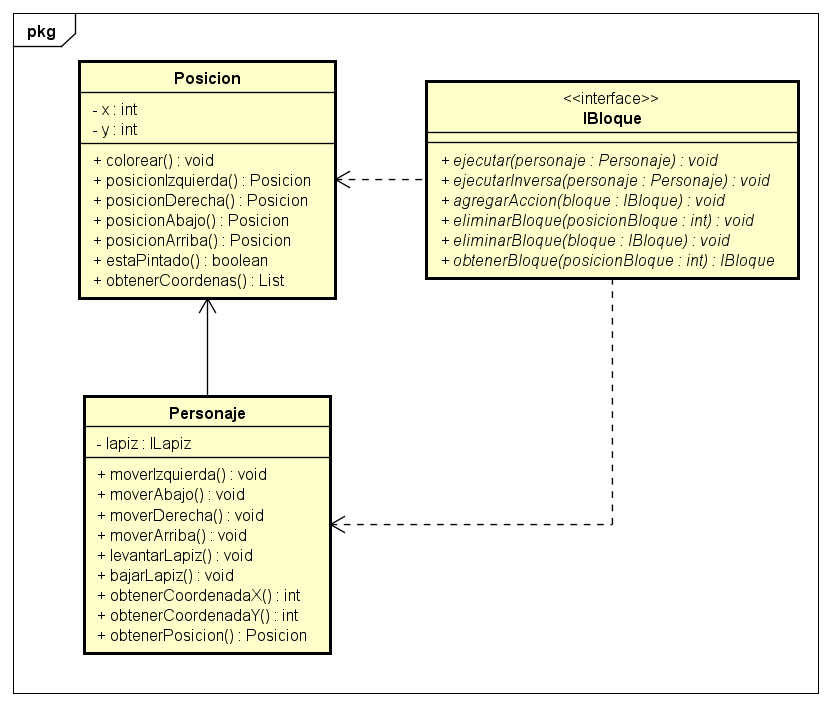 pkg
Posicion
- x : int
- y : int
+ colorear() : void
+ posicionIzquierda() : Posicion
+ posicionDerecha() : Posicion
+ posicionAbajo() : Posicion
+ posicionArriba() : Posicion
+ estaPintado() : boolean
+ obtenerCoordenas() : List
<<interface>>
IBloque
+ ejecutar(personaje : Personaje) : void
+ ejecutarInversa(personaje : Personaje) : void
+ agregarAccion(bloque : IBloque) : void
+ eliminarBloque(posicionBloque : int) : void
+ eliminarBloque(bloque : IBloque) : void
+ obtenerBloque(posicionBloque : int) : IBloque
Personaje
- lapiz : ILapiz
+ moverIzquierda() : void
+ moverAbajo() : void
+ moverDerecha() : void
+ moverArriba() : void
+ levantarLapiz() : void
+ bajarLapiz() : void
+ obtenerCoordenadaX() : int
+ obtenerCoordenadaY() : int
+ obtenerPosicion() : Posicion